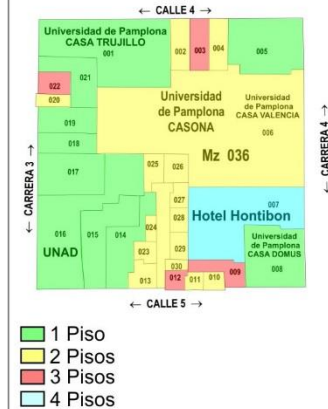 ← CALLE 4 →
Universidad de Pamplona
CASA TRUJILLO
001
002
003
004
005
021
022
020
019
018
017
Universidad
de Pamplona
CASONA
Universidad
de Pamplona
CASA VALENCIA
006
Mz 036
← CARRERA 3 →
← CARRERA 4 →
025
026
027
028
029
030
024
023
007
Hotel Hontibon
Universidad
de Pamplona
CASA DOMUS
008
016
015
014
UNAD
013
012
011
010
009
← CALLE 5 →
1 Piso
2 Pisos
3 Pisos
4 Pisos